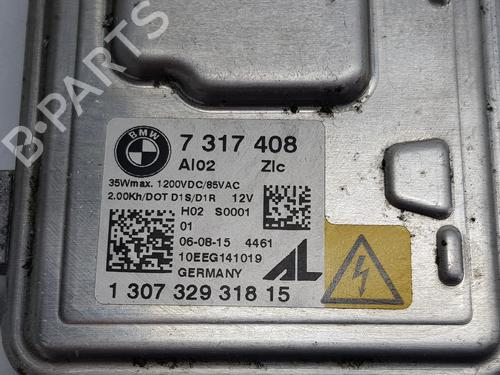 B-PARTS
BMW
7 317 408
AI02 Zlc
35Wmax. 1200VDC/85VAC
2.00Kh/DOT D1S/D1R 12V
H02 S0001
01
06-08-15 4461
10EEG141019
GERMANY AL
1 307 329 318 15